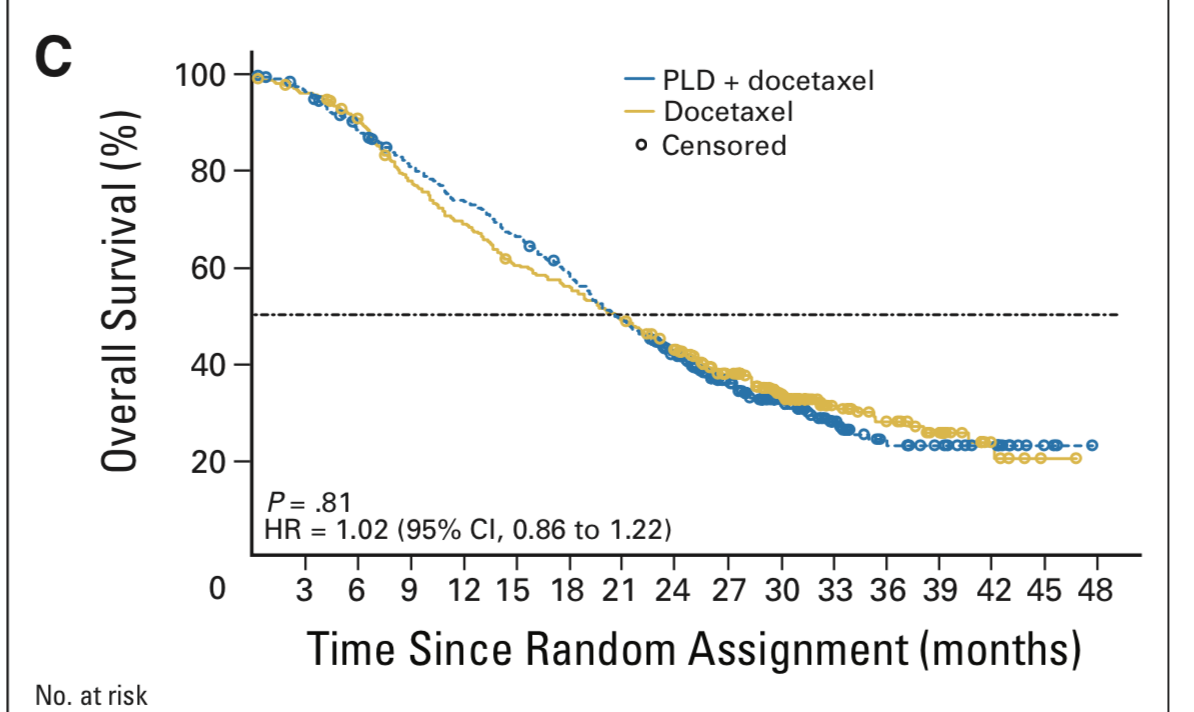 C
PLD + docetaxel
Docetaxel
Censored
Overall Survival (%)
100
80
60
40
20
P = .81
HR = 1.02 (95% CI, 0.86 to 1.22)
0 3 6 9 12 15 18 21 24 27 30 33 36 39 42 45 48
Time Since Random Assignment (months)
No. at risk